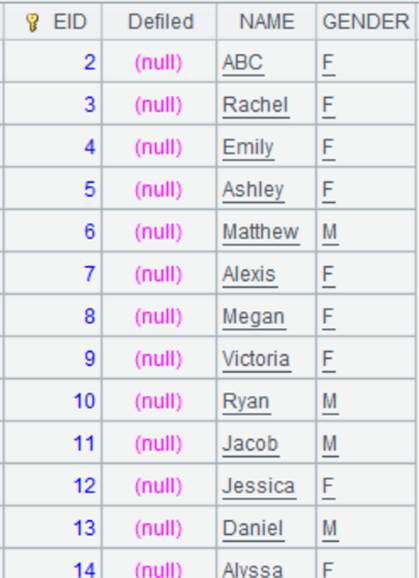 EID Defiled NAME GENDER
2 (null) ABC F
3 (null) Rachel F
4 (null) Emily F
5 (null) Ashley F
6 (null) Matthew M
7 (null) Alexis F
8 (null) Megan F
9 (null) Victoria F
10 (null) Ryan M
11 (null) Jacob M
12 (null) Jessica F
13 (null) Daniel M
14 (null) Alyssa F